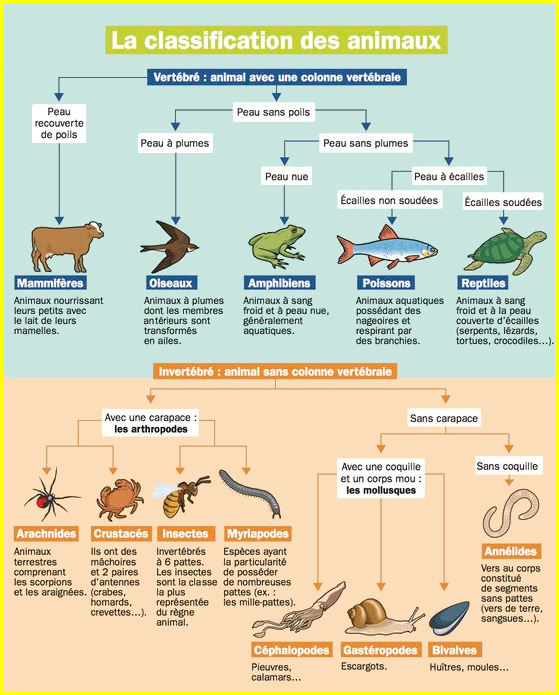 La classification des animaux
Vertébré : animal avec une colonne vertébrale
Peau
recouverte
de poils
Peau sans poils
Peau à plumes
Peau sans plumes
Peau nue
Peau à écailles
Écailles non soudées
Écailles soudées
Mammifères
Animaux nourrissant
leurs petits avec
le lait de leurs
mamelles.
Oiseaux
Animaux à plumes
dont les membres
antérieurs sont
transformés
en ailes.
Amphibiens
Animaux à sang
froid et à peau nue,
généralement
aquatiques.
Poissons
Animaux aquatiques
possédant des
nageoires et
respirant par
des branchies.
Reptiles
Animaux à sang
froid et à la peau
couverte d'écailles
(serpents, lézards,
tortues, crocodiles...).
Invertébré : animal sans colonne vertébrale
Avec une carapace :
les arthropodes
Sans carapace
Avec une coquille
et un corps mou :
les mollusques
Sans coquille
Arachnides
Animaux
terrestres
comprenant
les scorpions
et les araignées.
Crustacés
Ils ont des
mâchoires
et 2 paires
d'antennes
(crabes,
homards,
crevettes...).
Insectes
Invertébrés
à 6 pattes.
Les insectes
sont la classe
la plus
représentée
du règne
animal.
Myriapodes
Espèces ayant
la particularité
de posséder
de nombreuses
pattes (ex. :
les mille-pattes).
Annélides
Vers au corps
constitué
de segments
sans pattes
(vers de terre,
sangsues...).
Céphalopodes
Pieuvres,
calamars...
Gastéropodes
Escargots.
Bivalves
Huîtres, moules...